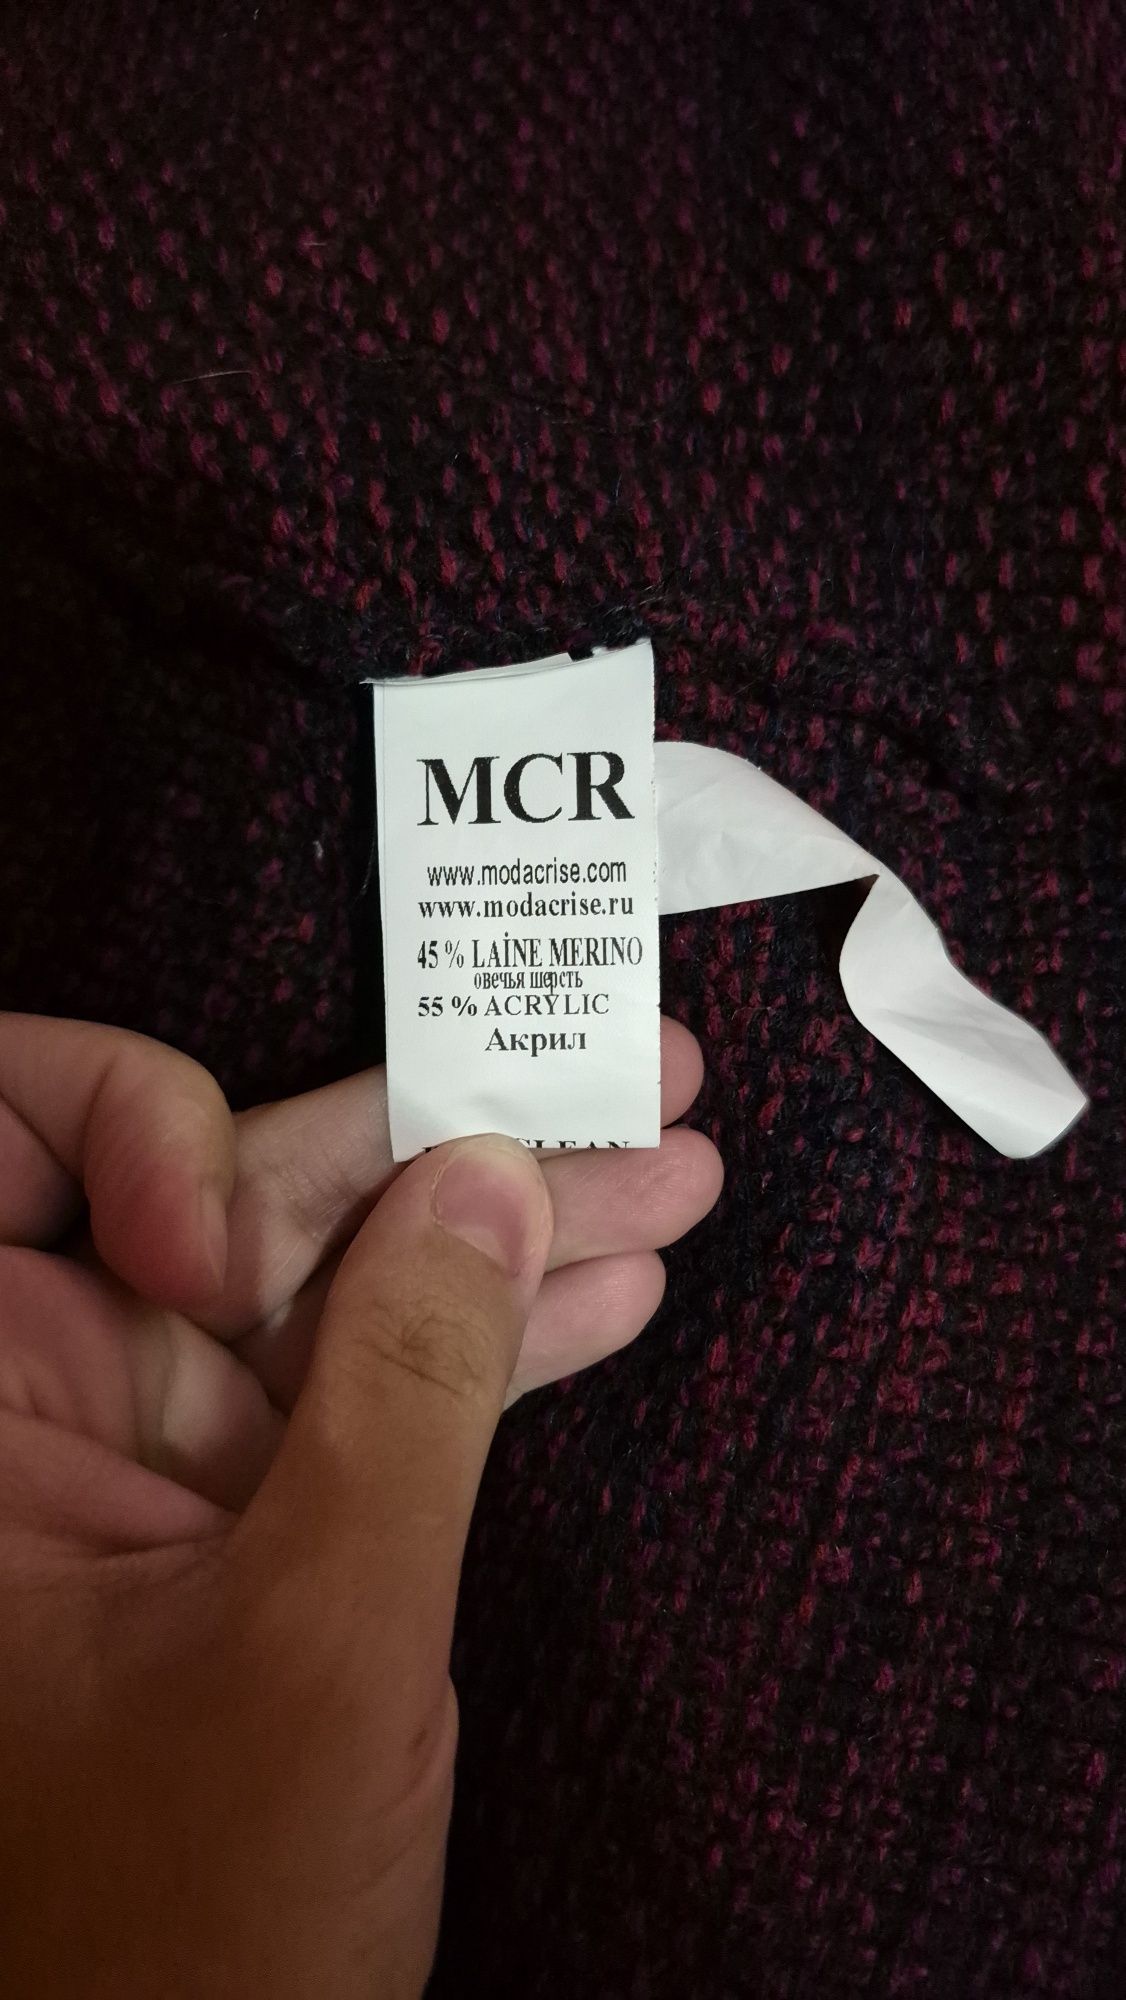 MCR
www.modacrise.com
www.modacrise.ru
45 % LAİNE MERINO
овечья шерсть
55 % ACRYLIC
Акрил